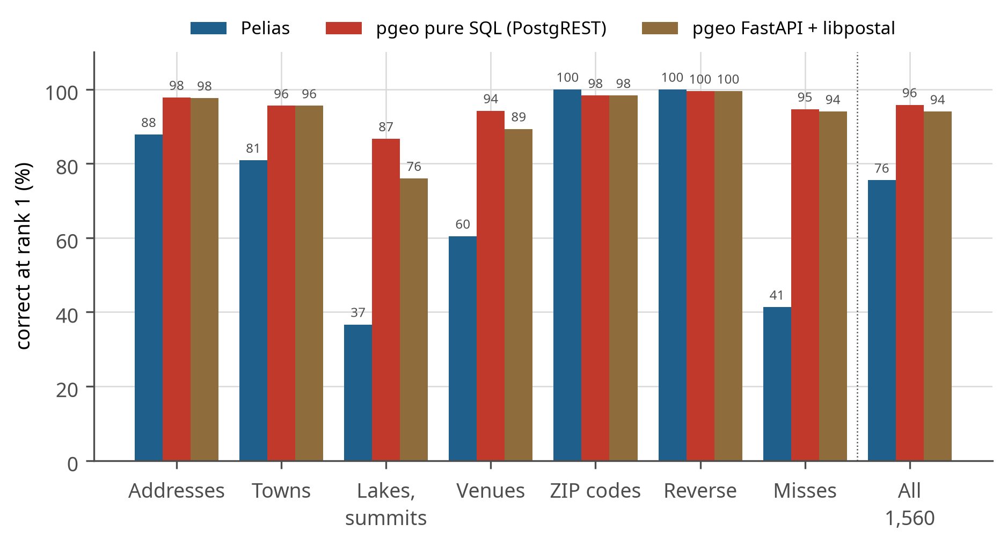 Pelias
pgeo pure SQL (PostgREST)
pgeo FastAPI + libpostal
correct at rank 1 (%)
100
80
60
40
20
0
88 98 98
81 96 96
37 87 76
60 94 89
100 98 98
100 100 100
41 95 94
76 96 94
Addresses
Towns
Lakes,
summits
Venues
ZIP codes
Reverse
Misses
All
1,560